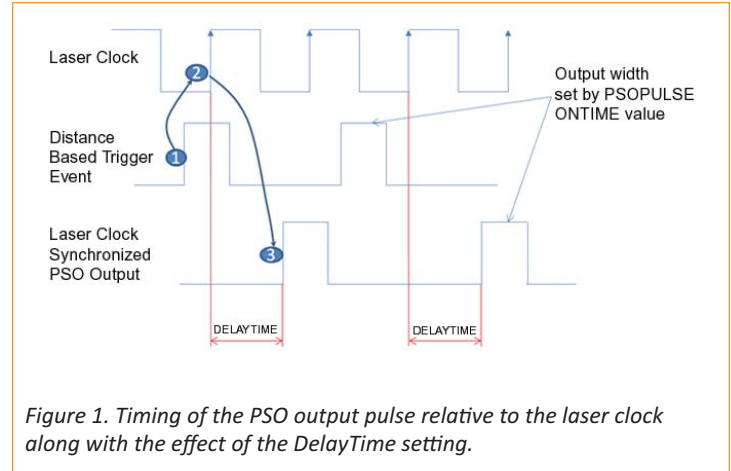 Laser Clock
2
Output width
set by PSOPULSE
ONTIME value
Distance
Based Trigger
Event
1
Laser Clock
Synchronized
PSO Output
3
DELAYTIME
DELAYTIME
Figure 1. Timing of the PSO output pulse relative to the laser clock
along with the effect of the DelayTime setting.